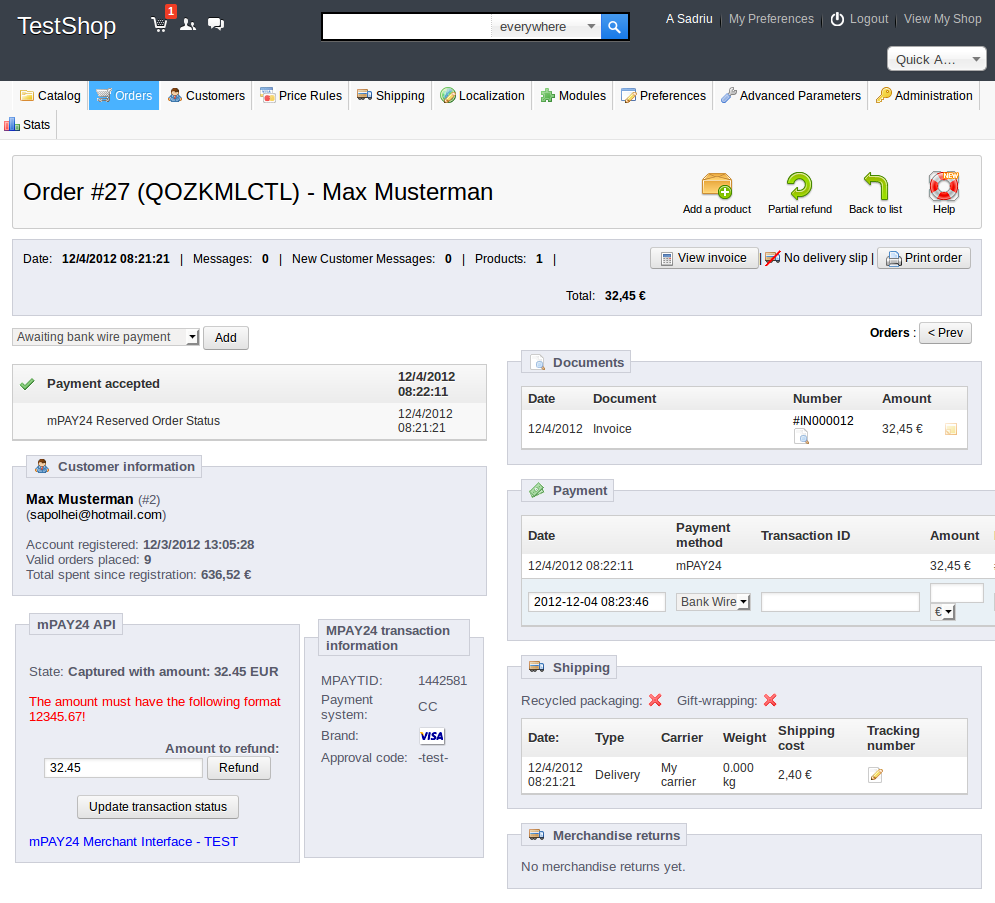 TestShop
1
everywhere
A Sadriu
My Preferences
Logout
View My Shop
Quick A...
Catalog
Orders
Customers
Price Rules
Shipping
Localization
Modules
Preferences
Advanced Parameters
Administration
Stats
Order #27 (QOZKMLCTL) - Max Musterman
Add a product
Partial refund
Back to list
NEW
Help
Date: 12/4/2012 08:21:21 | Messages: 0 | New Customer Messages: 0 | Products: 1 |
View invoice | No delivery slip | Print order
Total: 32,45 €
Awaiting bank wire payment
Add
Orders : < Prev
Payment accepted
12/4/2012
08:22:11
mPAY24 Reserved Order Status
12/4/2012
08:21:21
Customer information
Max Musterman (#2)
(sapolhei@hotmail.com)
Account registered: 12/3/2012 13:05:28
Valid orders placed: 9
Total spent since registration: 636,52 €
mPAY24 API
State: Captured with amount: 32.45 EUR
The amount must have the following format
12345.67!
Amount to refund:
32.45
Refund
Update transaction status
mPAY24 Merchant Interface - TEST
MPAY24 transaction
information
MPAYTID: 1442581
Payment
system:
CC
Brand: VISA
Approval code: -test-
Documents
Date Document Number Amount
12/4/2012 Invoice #IN000012 32,45 €
Payment
Date Payment
method Transaction ID Amount
12/4/2012 08:22:11 mPAY24 32,45 €
2012-12-04 08:23:46 Bank Wire
€
Shipping
Recycled packaging: Gift-wrapping:
Date: Type Carrier Weight Shipping
cost Tracking
number
12/4/2012
08:21:21
Delivery
My
carrier
0.000
kg
2,40 €
Merchandise returns
No merchandise returns yet.